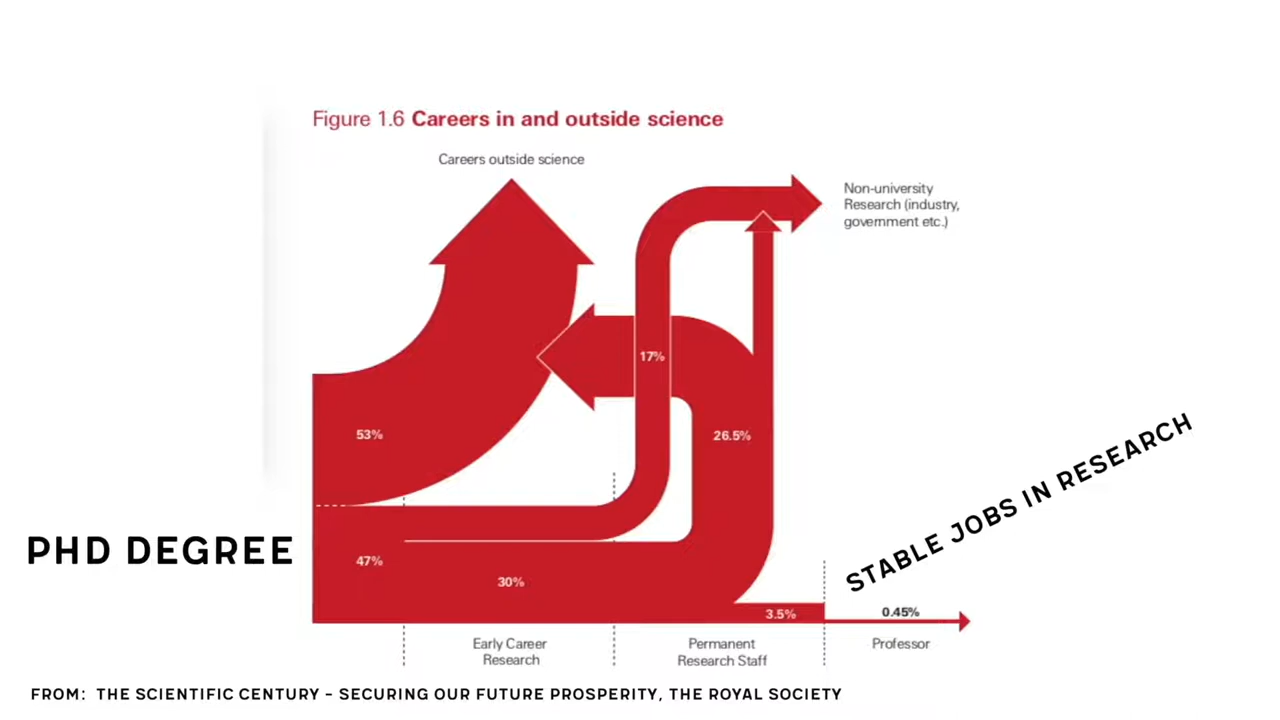 Figure 1.6 Careers in and outside science
Careers outside science
Non-university
Research (industry,
government etc.)
17%
26.5%
53%
STABLE JOBS IN RESEARCH
PHD DEGREE
47%
30%
3.5%
0.45%
Early Career
Research
Permanent
Research Staff
Professor
FROM: THE SCIENTIFIC CENTURY - SECURING OUR FUTURE PROSPERITY, THE ROYAL SOCIETY